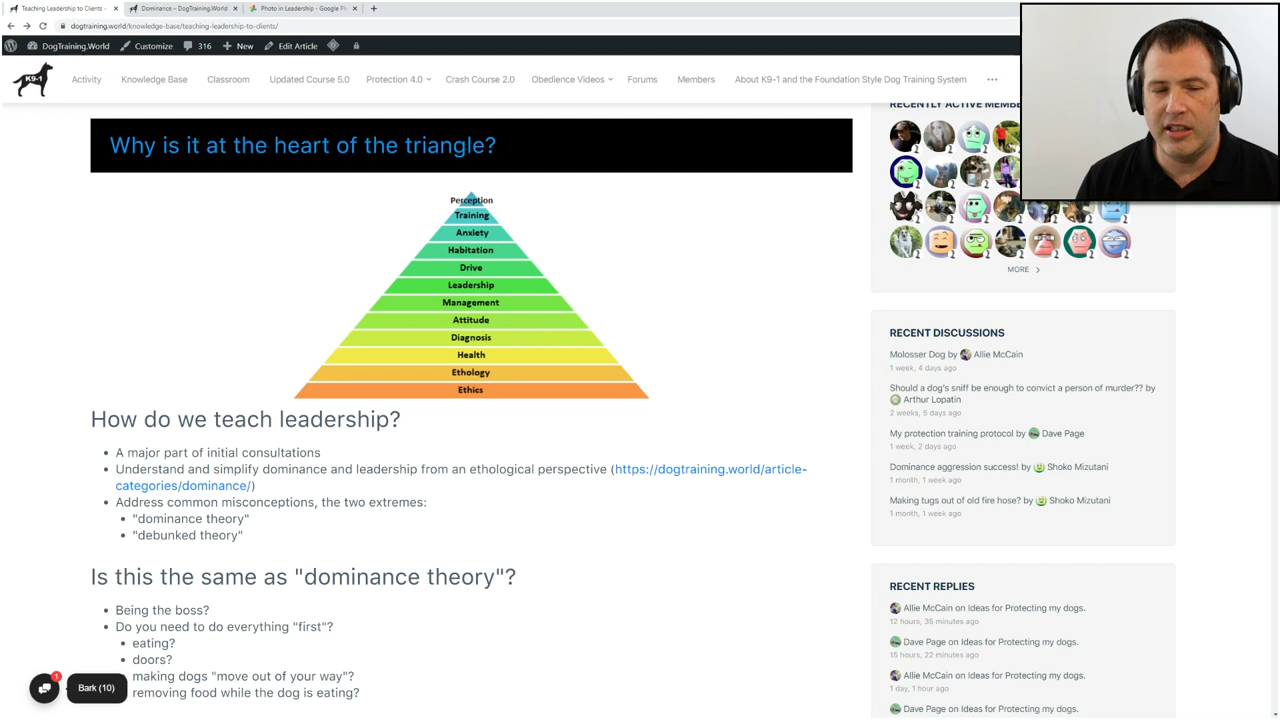 Teaching Leadership to Clients -
Dominance – DogTraining.World
Photo in Leadership - Google Ph
dogtraining.world/knowledge-base/teaching-leadership-to-clients/
DogTraining.World
Customize
316
New
Edit Article
K9-1
Activity
Knowledge Base
Classroom
Updated Course 5.0
Protection 4.0
Crash Course 2.0
Obedience Videos
Forums
Members
About K9-1 and the Foundation Style Dog Training System
Why is it at the heart of the triangle?
Perception
Training
Anxiety
Habitation
Drive
Leadership
Management
Attitude
Diagnosis
Health
Ethology
Ethics
How do we teach leadership?
A major part of initial consultations
Understand and simplify dominance and leadership from an ethological perspective (https://dogtraining.world/article-
categories/dominance/)
Address common misconceptions, the two extremes:
"dominance theory"
"debunked theory"
Is this the same as "dominance theory"?
Being the boss?
Do you need to do everything "first"?
eating?
doors?
making dogs "move out of your way"?
removing food while the dog is eating?
1
Bark (10)
RECENTLY ACTIVE MEMBE
MORE
RECENT DISCUSSIONS
Molosser Dog by Allie McCain
1 week, 4 days ago
Should a dog's sniff be enough to convict a person of murder?? by
Arthur Lopatin
2 weeks, 5 days ago
My protection training protocol by Dave Page
1 week, 2 days ago
Dominance aggression success! by Shoko Mizutani
1 month, 1 week ago
Making tugs out of old fire hose? by Shoko Mizutani
1 month, 1 week ago
RECENT REPLIES
Allie McCain on Ideas for Protecting my dogs.
12 hours, 35 minutes ago
Dave Page on Ideas for Protecting my dogs.
15 hours, 22 minutes ago
Allie McCain on Ideas for Protecting my dogs.
1 day, 1 hour ago
Dave Page on Ideas for Protecting my dogs.